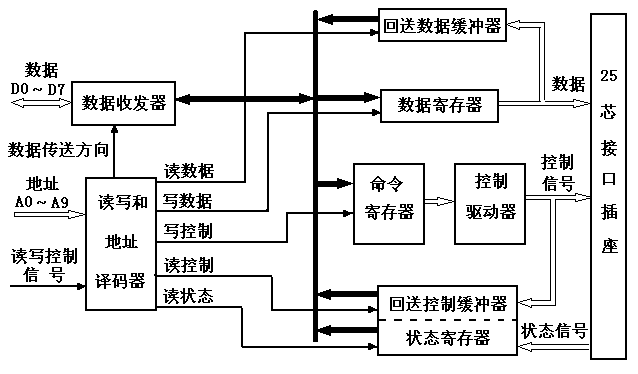 回送数据缓冲器
数据
D0～D7
数据收发器
数据寄存器
数据
25
芯
接
口
插
座
数据传送方向
地址
A0～A9
读写和
地址
译码器
读写控制
信 号
读数据
写数据
写控制
读控制
读状态
命令
寄存器
控制
驱动器
控制
信号
回送控制缓冲器
状态寄存器
状态信号